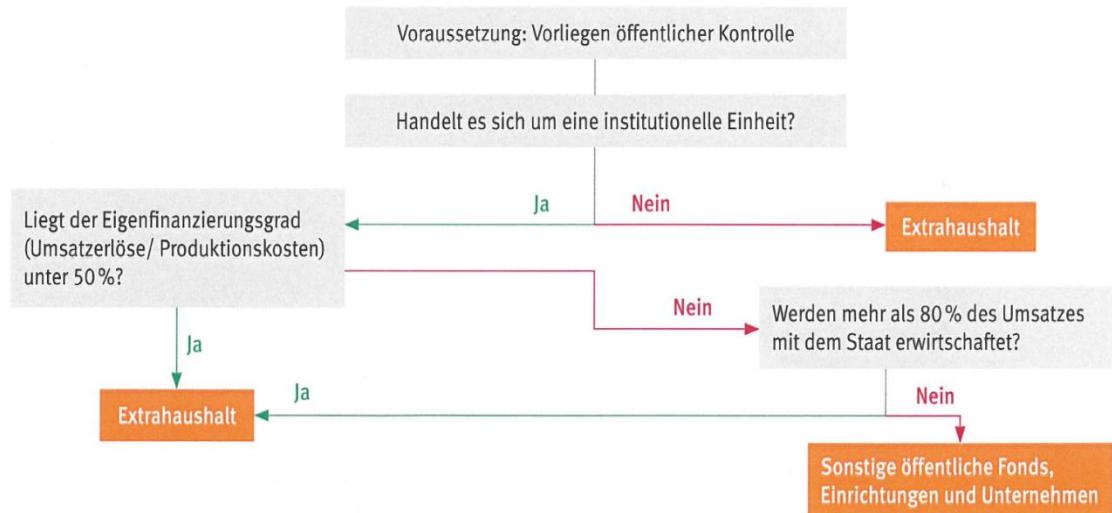 Voraussetzung: Vorliegen öffentlicher Kontrolle
Handelt es sich um eine institutionelle Einheit?
Ja
Nein
Liegt der Eigenfinanzierungsgrad
(Umsatzerlöse/ Produktionskosten)
unter 50 %?
Extrahaushalt
Nein
Werden mehr als 80 % des Umsatzes
mit dem Staat erwirtschaftet?
Ja
Ja
Nein
Extrahaushalt
Sonstige öffentliche Fonds,
Einrichtungen und Unternehmen